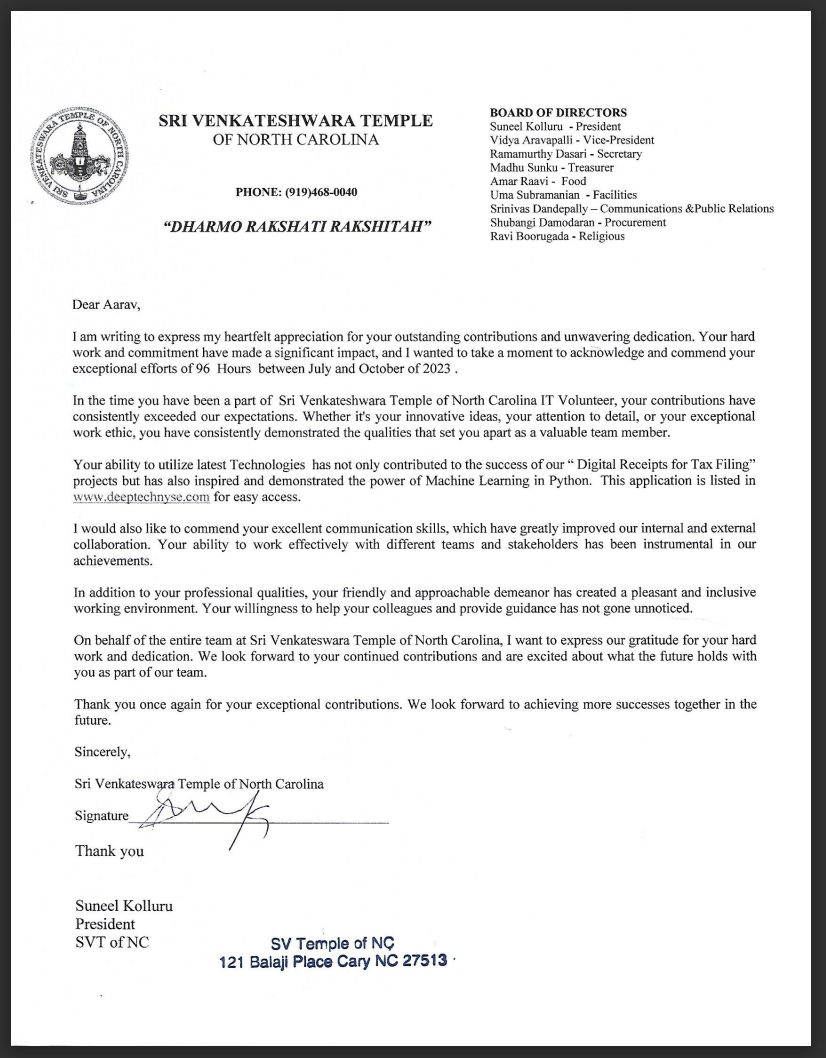 SRI VENKATESHWARA TEMPLE OF NORTH CAROLINA
SRI VENKATESHWARA TEMPLE
OF NORTH CAROLINA
PHONE: (919)468-0040
“DHARMO RAKSHATI RAKSHITAH”
BOARD OF DIRECTORS
Suneel Kolluru - President
Vidya Aravapalli - Vice-President
Ramamurthy Dasari - Secretary
Madhu Sunku - Treasurer
Amar Raavi - Food
Uma Subramanian - Facilities
Srinivas Dandepally – Communications &Public Relations
Shubangi Damodaran - Procurement
Ravi Boorugada - Religious
Dear Aarav,
I am writing to express my heartfelt appreciation for your outstanding contributions and unwavering dedication. Your hard
work and commitment have made a significant impact, and I wanted to take a moment to acknowledge and commend your
exceptional efforts of 96 Hours between July and October of 2023 .
In the time you have been a part of Sri Venkateshwara Temple of North Carolina IT Volunteer, your contributions have
consistently exceeded our expectations. Whether it's your innovative ideas, your attention to detail, or your exceptional
work ethic, you have consistently demonstrated the qualities that set you apart as a valuable team member.
Your ability to utilize latest Technologies has not only contributed to the success of our “ Digital Receipts for Tax Filing”
projects but has also inspired and demonstrated the power of Machine Learning in Python. This application is listed in
www.deeptechnyse.com for easy access.
I would also like to commend your excellent communication skills, which have greatly improved our internal and external
collaboration. Your ability to work effectively with different teams and stakeholders has been instrumental in our
achievements.
In addition to your professional qualities, your friendly and approachable demeanor has created a pleasant and inclusive
working environment. Your willingness to help your colleagues and provide guidance has not gone unnoticed.
On behalf of the entire team at Sri Venkateswara Temple of North Carolina, I want to express our gratitude for your hard
work and dedication. We look forward to your continued contributions and are excited about what the future holds with
you as part of our team.
Thank you once again for your exceptional contributions. We look forward to achieving more successes together in the
future.
Sincerely,
Sri Venkateswara Temple of North Carolina
Signature
Thank you
Suneel Kolluru
President
SVT of NC
SV Temple of NC
121 Balaji Place Cary NC 27513